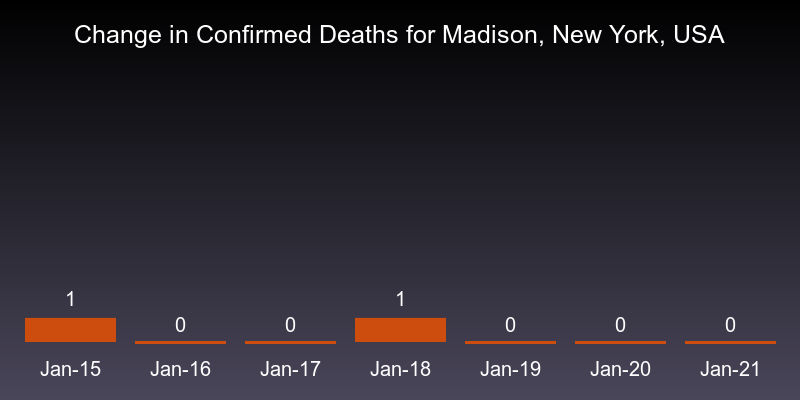 Change in Confirmed Deaths for Madison, New York, USA
1 0 0 1 0 0 0
Jan-15 Jan-16 Jan-17 Jan-18 Jan-19 Jan-20 Jan-21